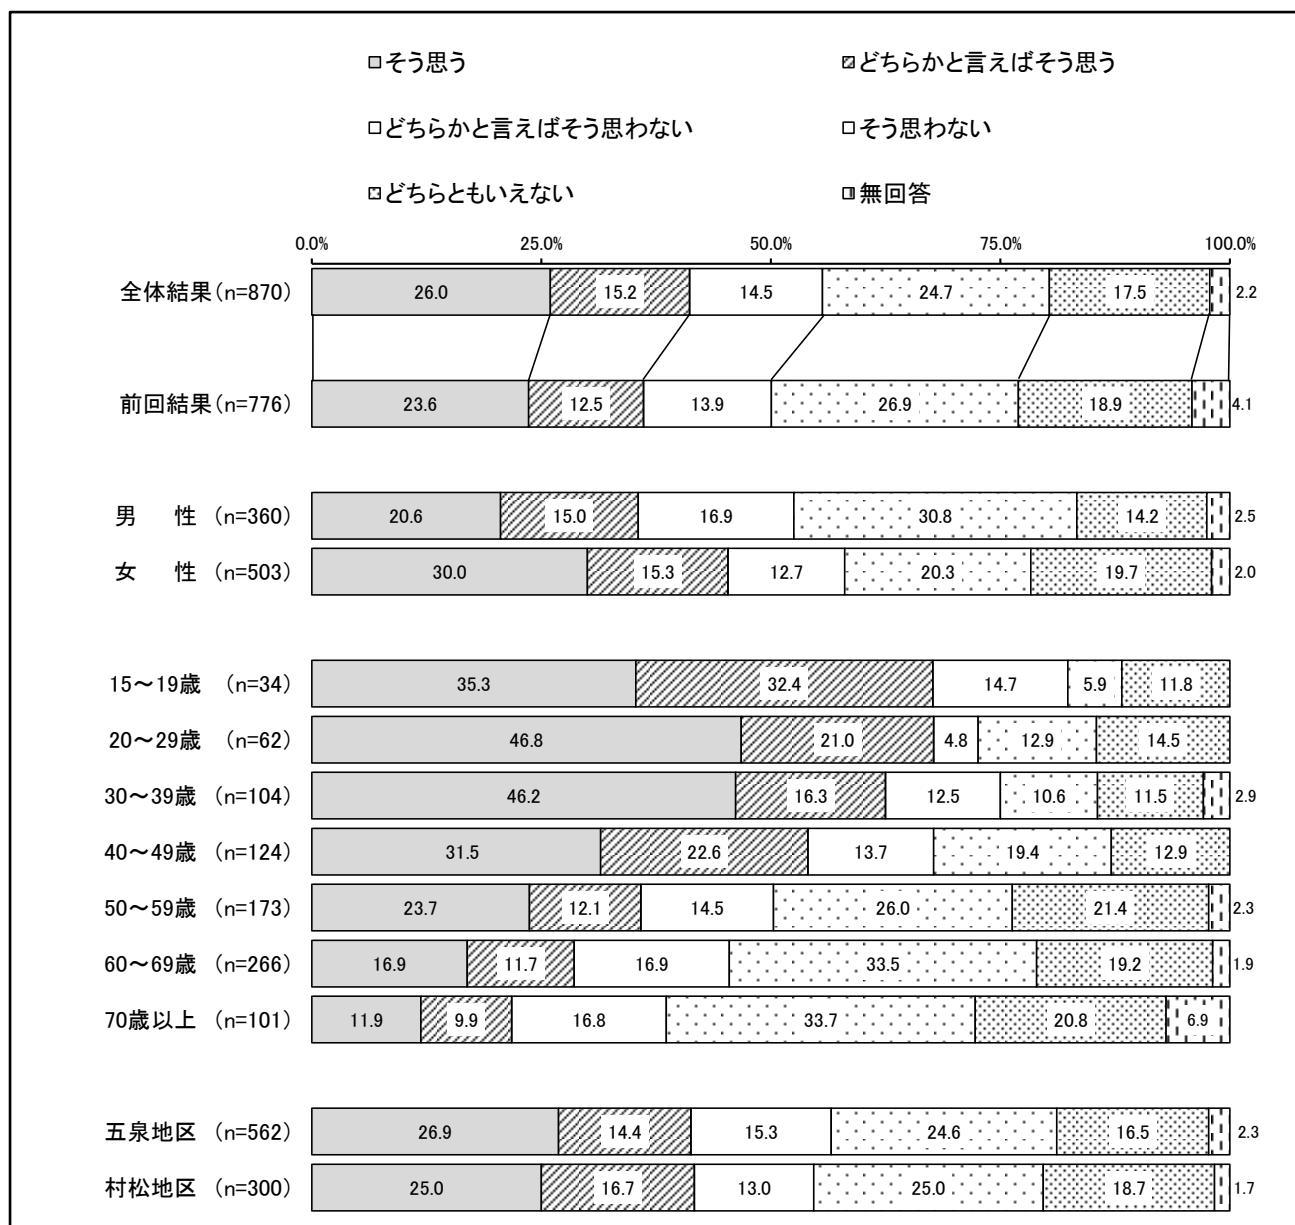 そう思う どちらかと言えばそう思う
どちらかと言えばそう思わない そう思わない
どちらともいえない 無回答
0.0% 25.0% 50.0% 75.0% 100.0%
全体結果(n=870) 26.0 15.2 14.5 24.7 17.5 2.2
前回結果(n=776) 23.6 12.5 13.9 26.9 18.9 4.1
男 性 (n=360) 20.6 15.0 16.9 30.8 14.2 2.5
女 性 (n=503) 30.0 15.3 12.7 20.3 19.7 2.0
15～19歳 (n=34) 35.3 32.4 14.7 5.9 11.8
20～29歳 (n=62) 46.8 21.0 4.8 12.9 14.5
30～39歳 (n=104) 46.2 16.3 12.5 10.6 11.5 2.9
40～49歳 (n=124) 31.5 22.6 13.7 19.4 12.9
50～59歳 (n=173) 23.7 12.1 14.5 26.0 21.4 2.3
60～69歳 (n=266) 16.9 11.7 16.9 33.5 19.2 1.9
70歳以上 (n=101) 11.9 9.9 16.8 33.7 20.8 6.9
五泉地区 (n=562) 26.9 14.4 15.3 24.6 16.5 2.3
村松地区 (n=300) 25.0 16.7 13.0 25.0 18.7 1.7